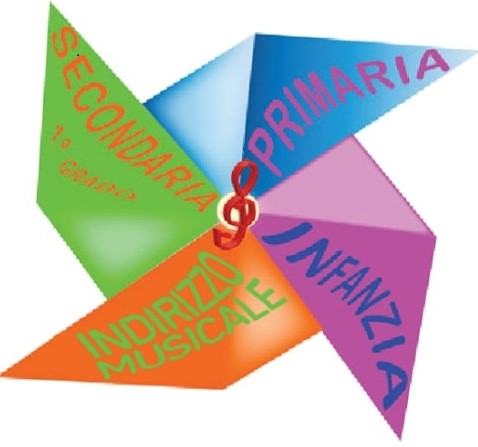 SECONDARIA
1° GRADO
PRIMARIA
INFANZIA
INDIRIZZO
MUSICALE